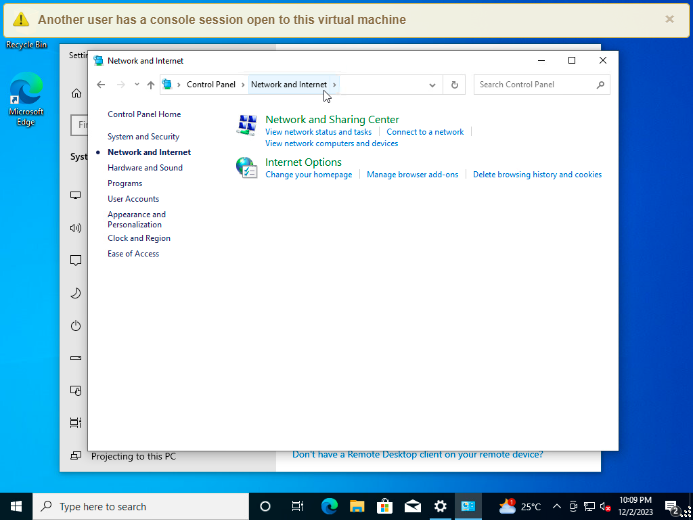 Another user has a console session open to this virtual machine
Recycle Bin
Microsoft
Edge
Network and Internet
Control Panel
Network and Internet
Search Control Panel
Control Panel Home
System and Security
Network and Internet
Hardware and Sound
Programs
User Accounts
Appearance and
Personalization
Clock and Region
Ease of Access
Network and Sharing Center
View network status and tasks
Connect to a network
View network computers and devices
Internet Options
Change your homepage
Manage browser add-ons
Delete browsing history and cookies
Projecting to this PC
Don't have a Remote Desktop client on your remote device?
Type here to search
1
25°C
10:09 PM
12/2/2023
2